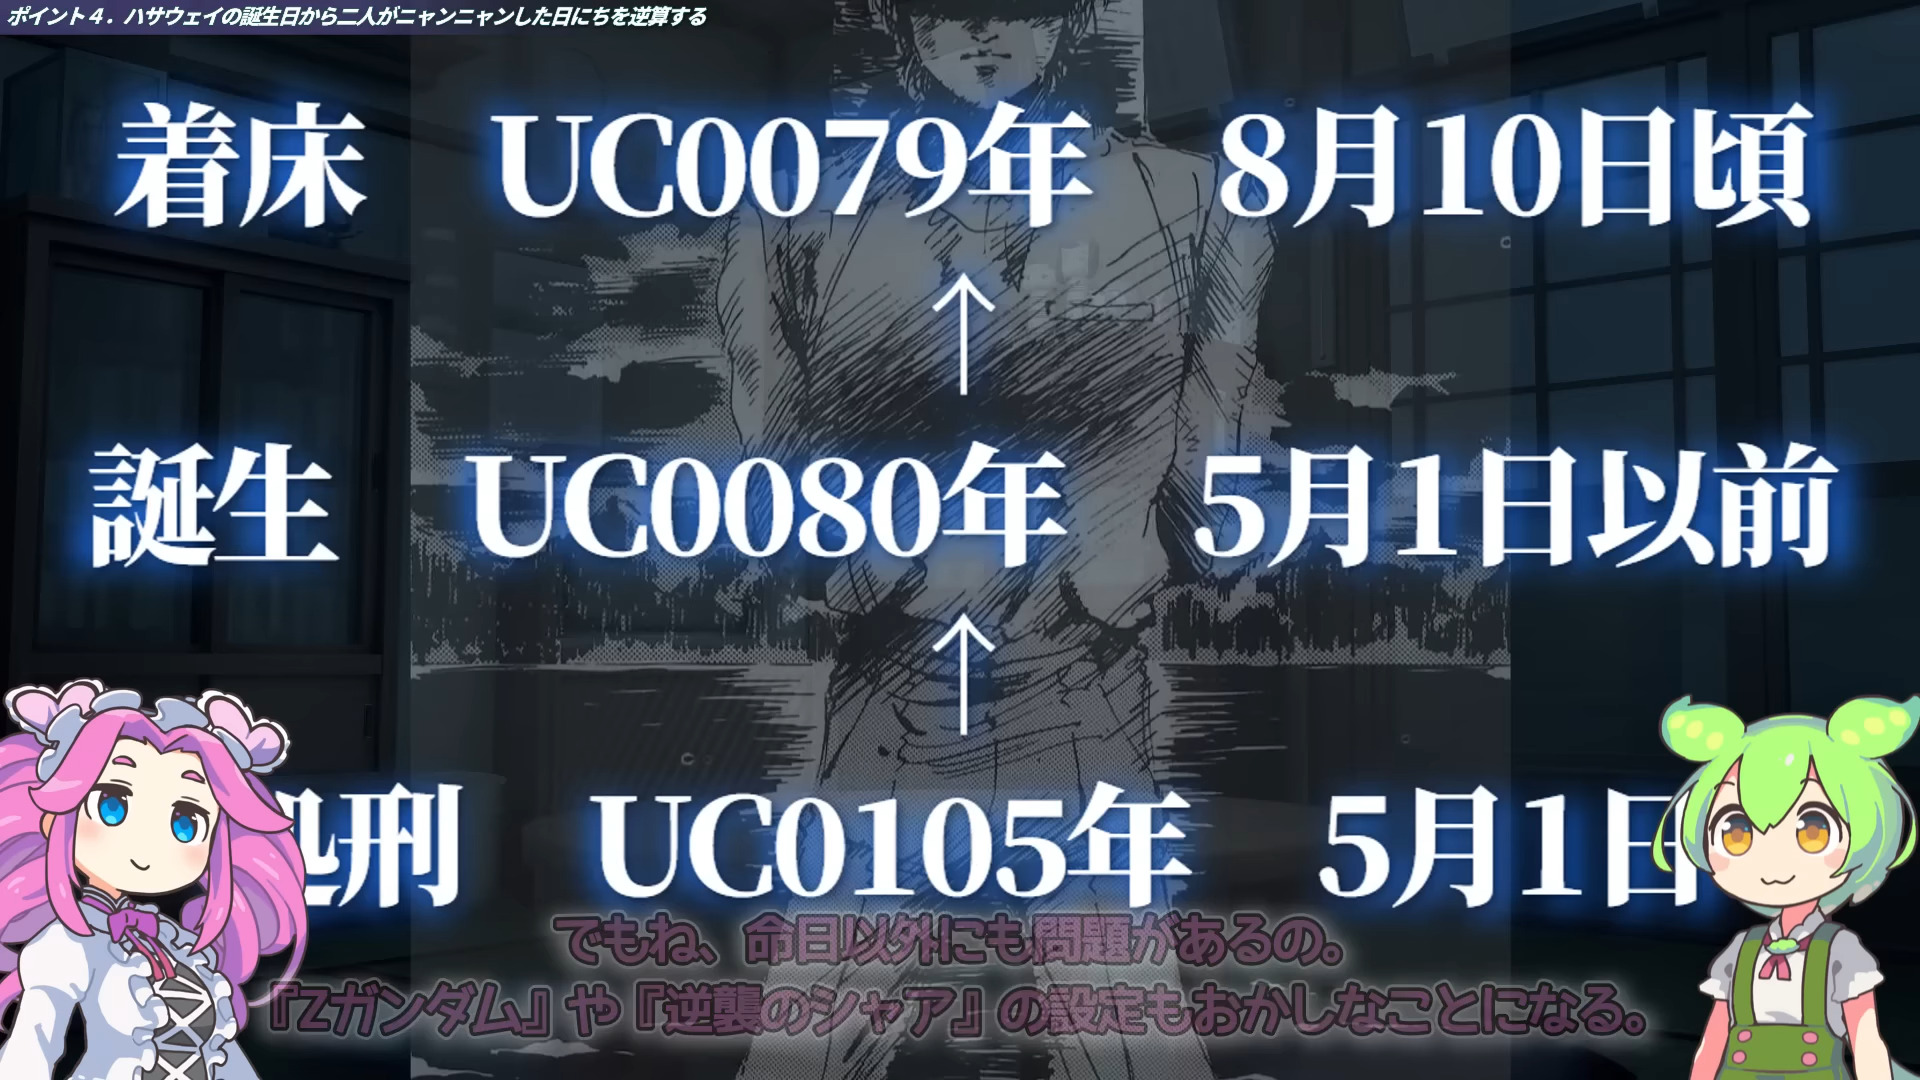 ポイント４．ハサウェイの誕生日から二人がニャンニャンした日にちを逆算する
着床　UC0079年　8月10日頃
↑
誕生　UC0080年　5月1日以前
↑
処刑　UC0105年　5月1日
でもね、命日以外にも問題があるの。
『Zガンダム』や『逆襲のシャア』の設定もおかしなことになる。